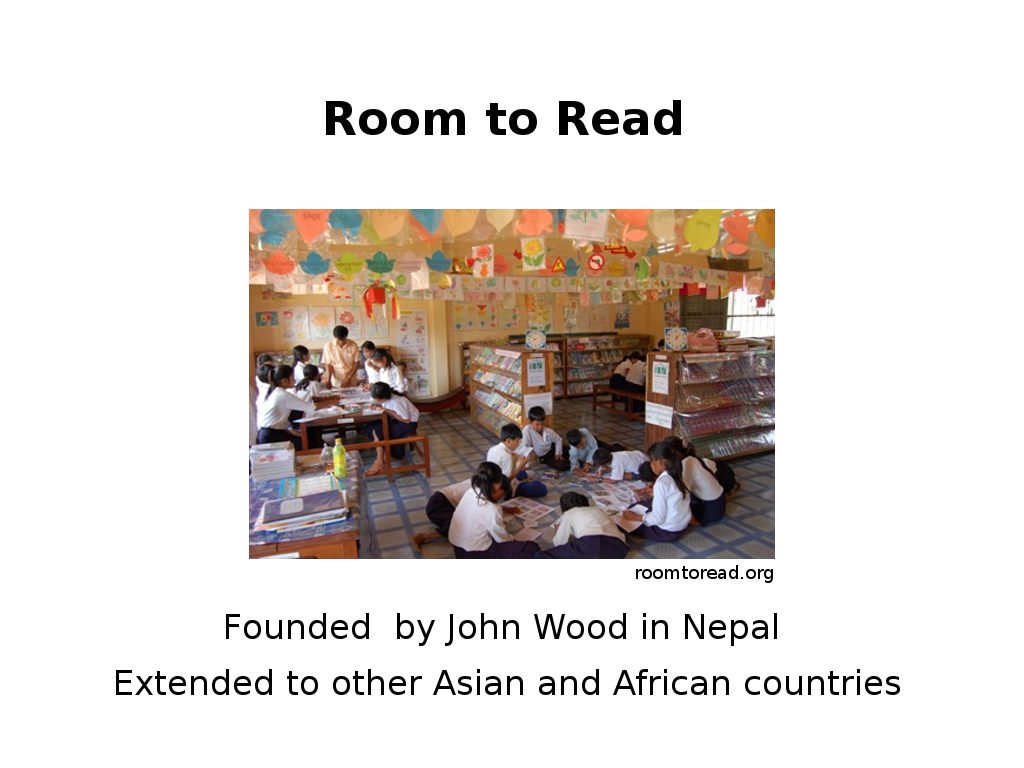 Room to Read
roomtoread.org
Founded  by John Wood in Nepal
Extended to other Asian and African countries